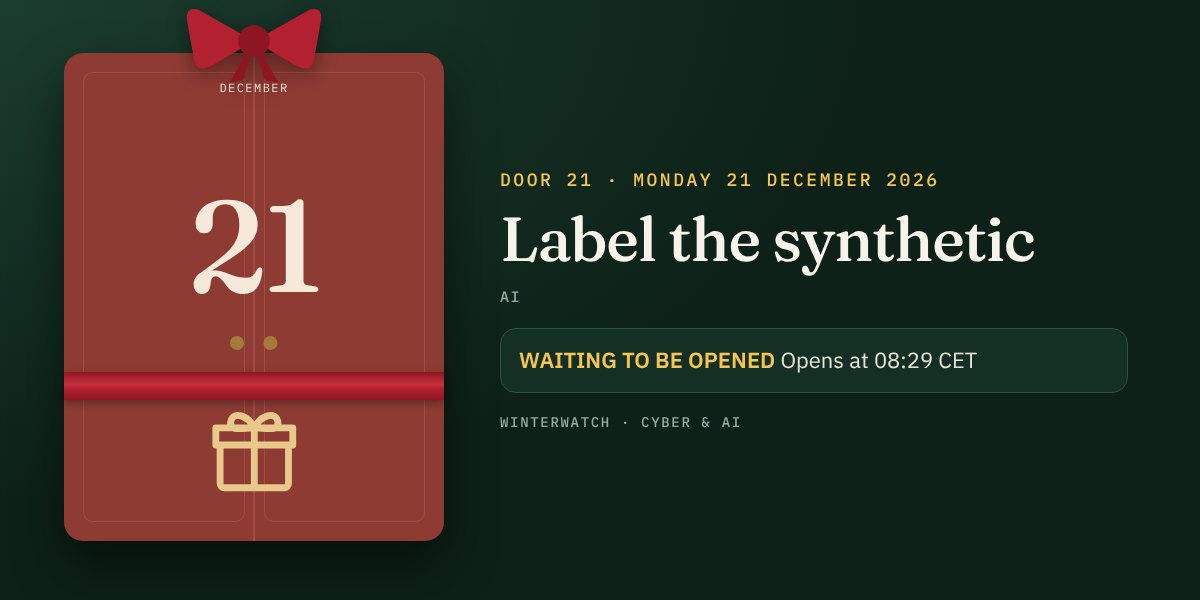 DECEMBER
21
DOOR 21 · MONDAY 21 DECEMBER 2026
Label the synthetic
AI
WAITING TO BE OPENED Opens at 08:29 CET
WINTERWATCH · CYBER & AI